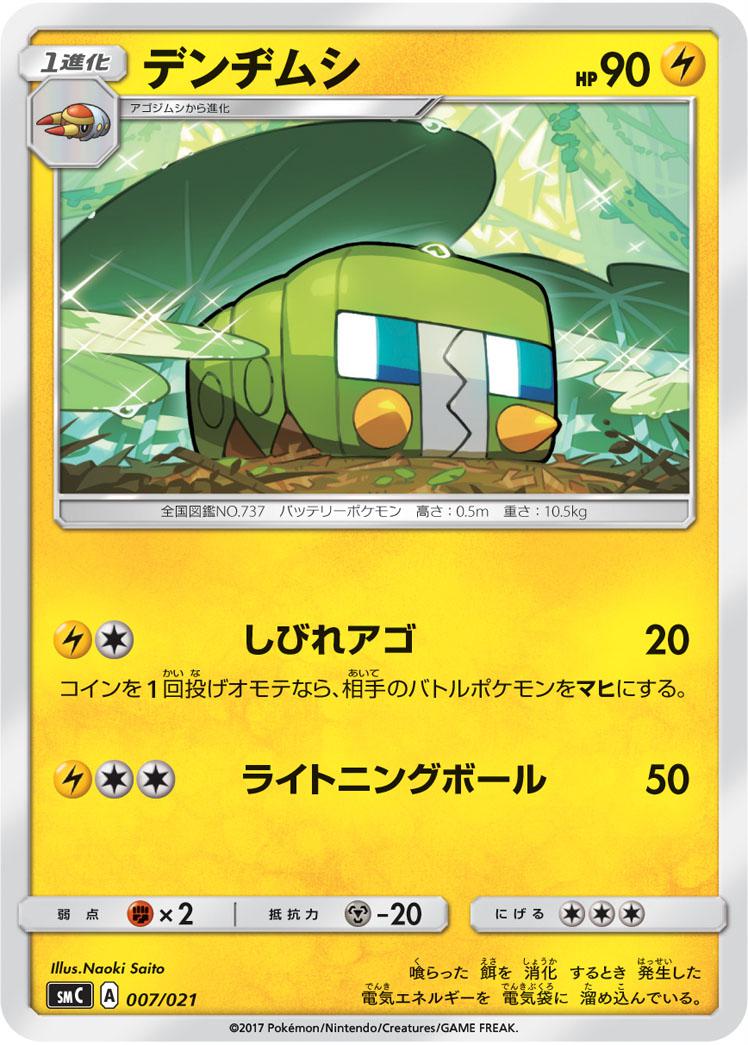 1進化
デンヂムシ
HP90
アゴジムシから進化
全国図鑑NO.737 バッテリーポケモン 高さ:0.5m 重さ:10.5kg
しびれアゴ 20
コインを1回投げオモテなら、相手のバトルポケモンをマヒにする。
ライトニングボール 50
弱点 ×2 抵抗力 -20 にげる
Illus.Naoki Saito
SMC A 007/021
喰らった 餌を 消化 するとき 発生した
電気エネルギーを 電気袋に 溜め込んでいる。
©2017 Pokémon/Nintendo/Creatures/GAME FREAK.